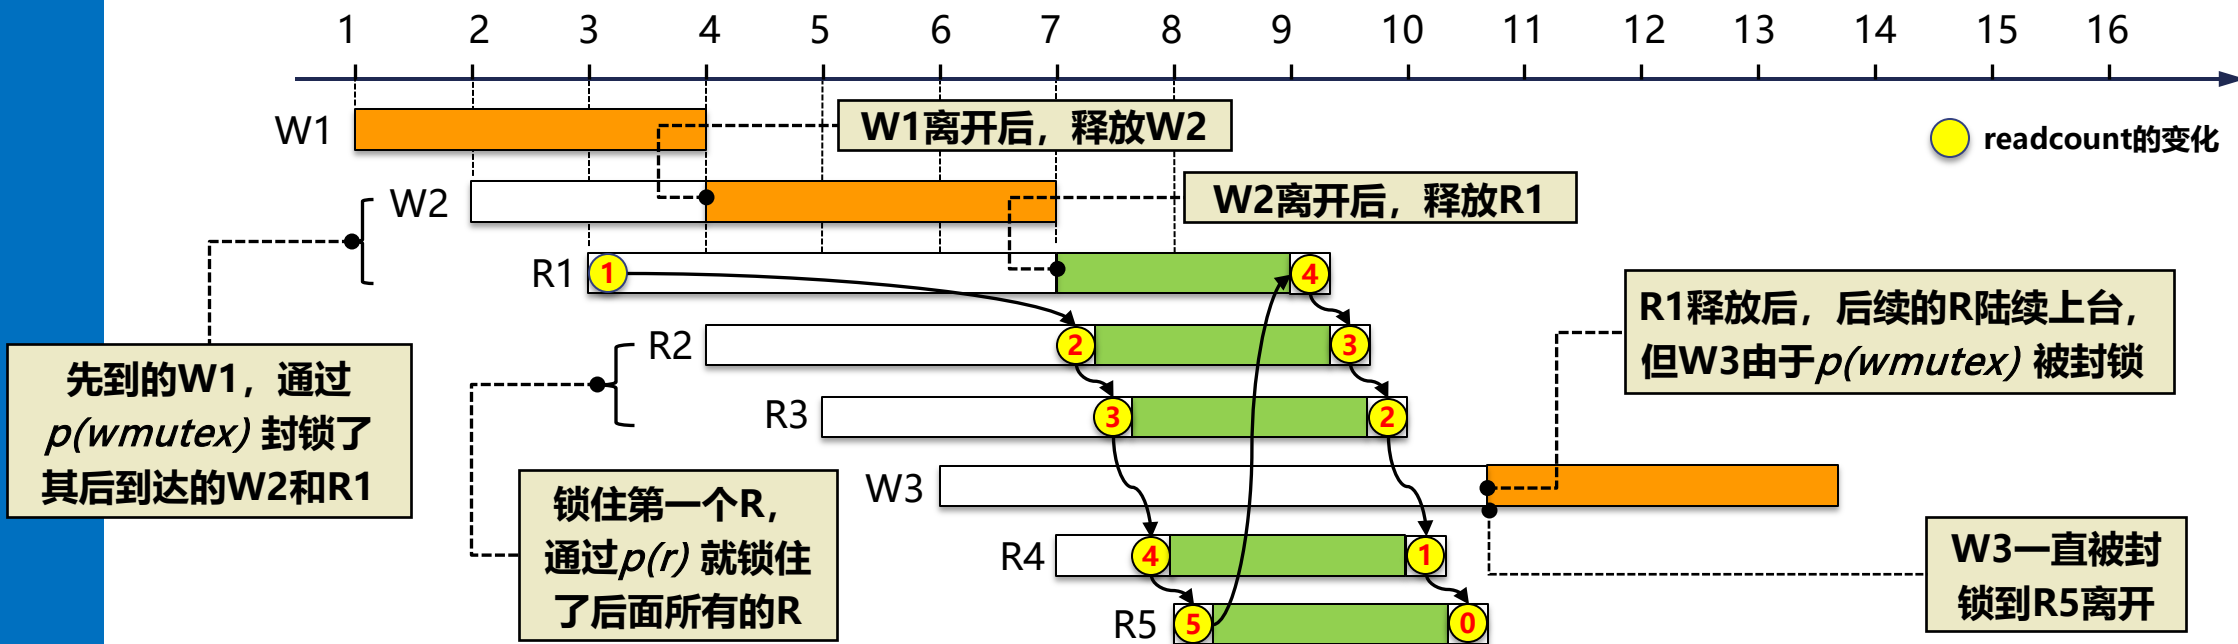 1 2 3 4 5 6 7 8 9 10 11 12 13 14 15 16
W1
W1离开后，释放W2
readcount的变化
W2
W2离开后，释放R1
R1
1
4
R1释放后，后续的R陆续上台，
但W3由于p(wmutex) 被封锁
R2
2
3
先到的W1，通过
p(wmutex) 封锁了
其后到达的W2和R1
R3
3
2
W3
锁住第一个R，
通过p(r) 就锁住
了后面所有的R
R4
4
1
W3一直被封
锁到R5离开
R5
5
0